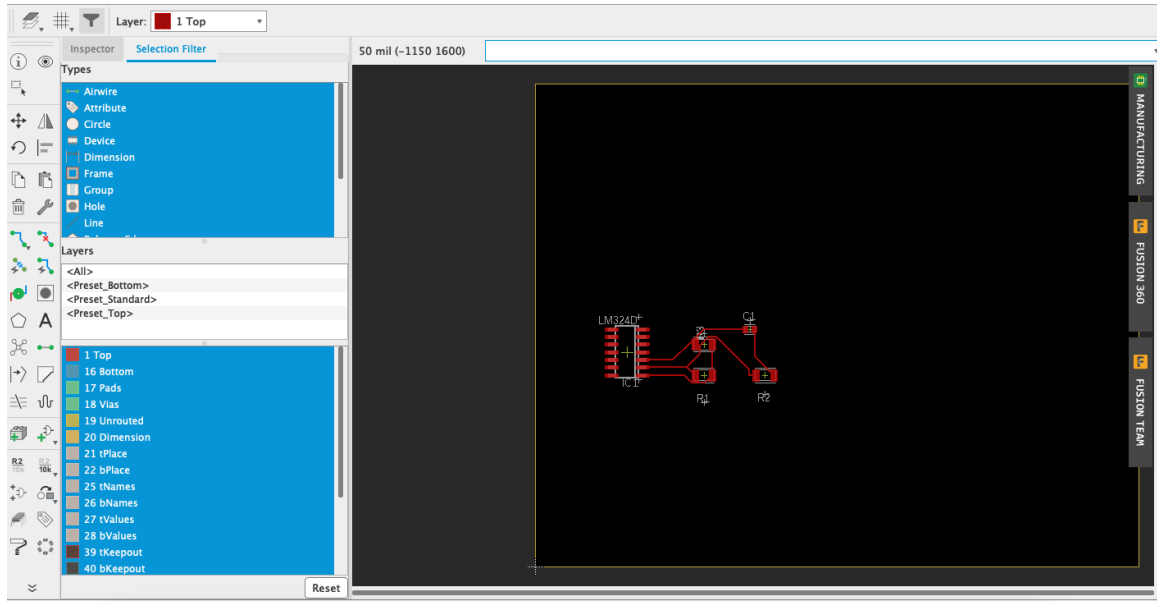 Layer: 1 Top
Inspector Selection Filter
50 mil (-1150 1600)
Types
Airwire
Attribute
Circle
Device
Dimension
Frame
Group
Hole
Line
Layers
<All>
<Preset_Bottom>
<Preset_Standard>
<Preset_Top>
1 Top
16 Bottom
17 Pads
18 Vias
19 Unrouted
20 Dimension
21 tPlace
22 bPlace
25 tNames
26 bNames
27 tValues
28 bValues
39 tKeepout
40 bKeepout
Reset
R2
10k
R2
10k
LM324D
IC1
C1
R1
R2
MANUFACTURING
FUSION 360
FUSION TEAM